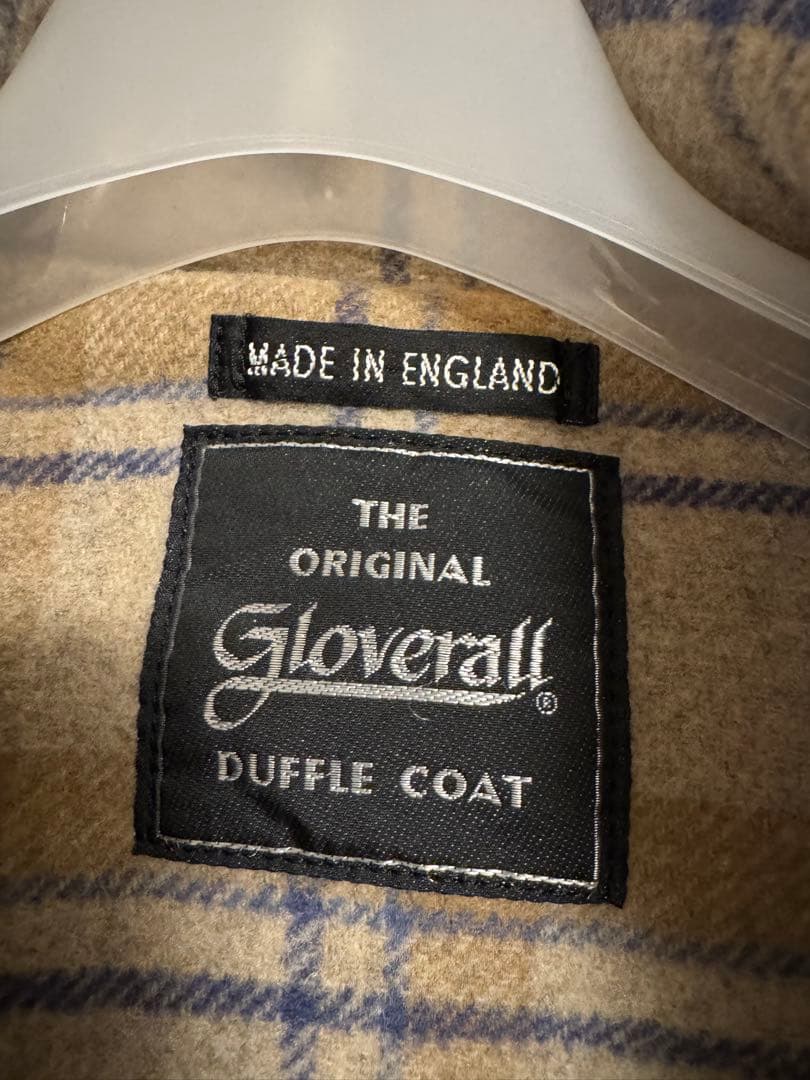 MADE IN ENGLAND
THE
ORIGINAL
Gloverall®
DUFFLE COAT